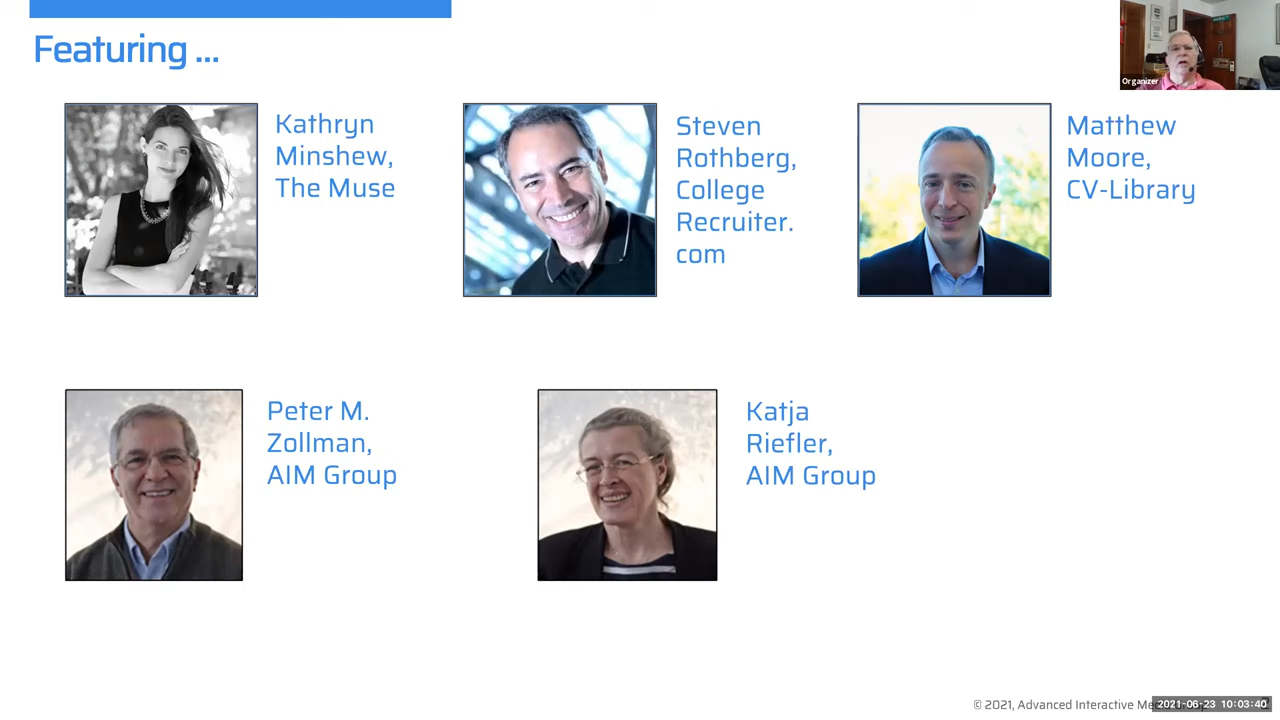 Featuring ...
Organizer
Kathryn
Minshew,
The Muse
Steven
Rothberg,
College
Recruiter.
com
Matthew
Moore,
CV-Library
Peter M.
Zollman,
AIM Group
Katja
Riefler,
AIM Group
© 2021, Advanced Interactive
2021-06-23 10:03:40